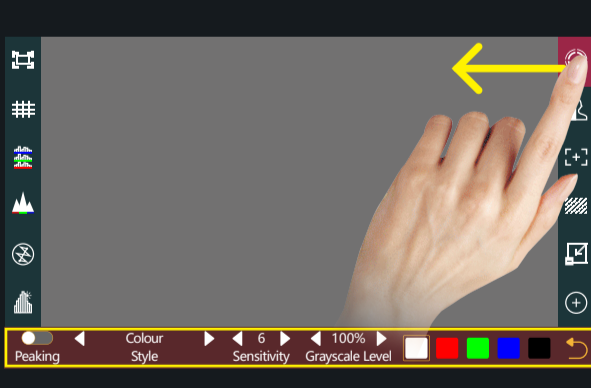 Colour
6
100%
Peaking
Style
Sensitivity
Grayscale Level